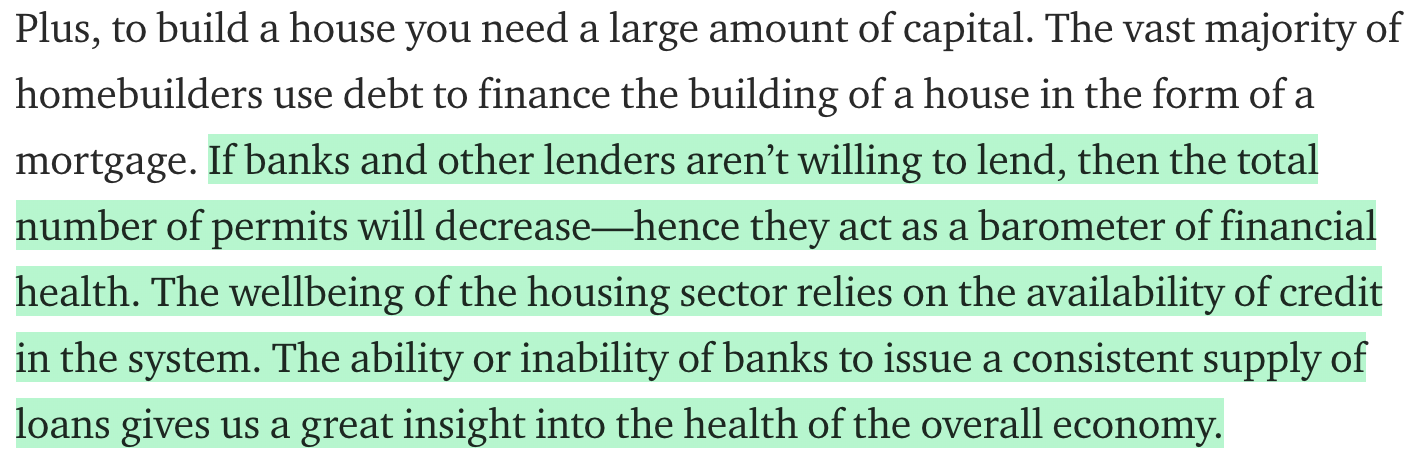 Plus, to build a house you need a large amount of capital. The vast majority of
homebuilders use debt to finance the building of a house in the form of a
mortgage. If banks and other lenders aren’t willing to lend, then the total
number of permits will decrease—hence they act as a barometer of financial
health. The wellbeing of the housing sector relies on the availability of credit
in the system. The ability or inability of banks to issue a consistent supply of
loans gives us a great insight into the health of the overall economy.